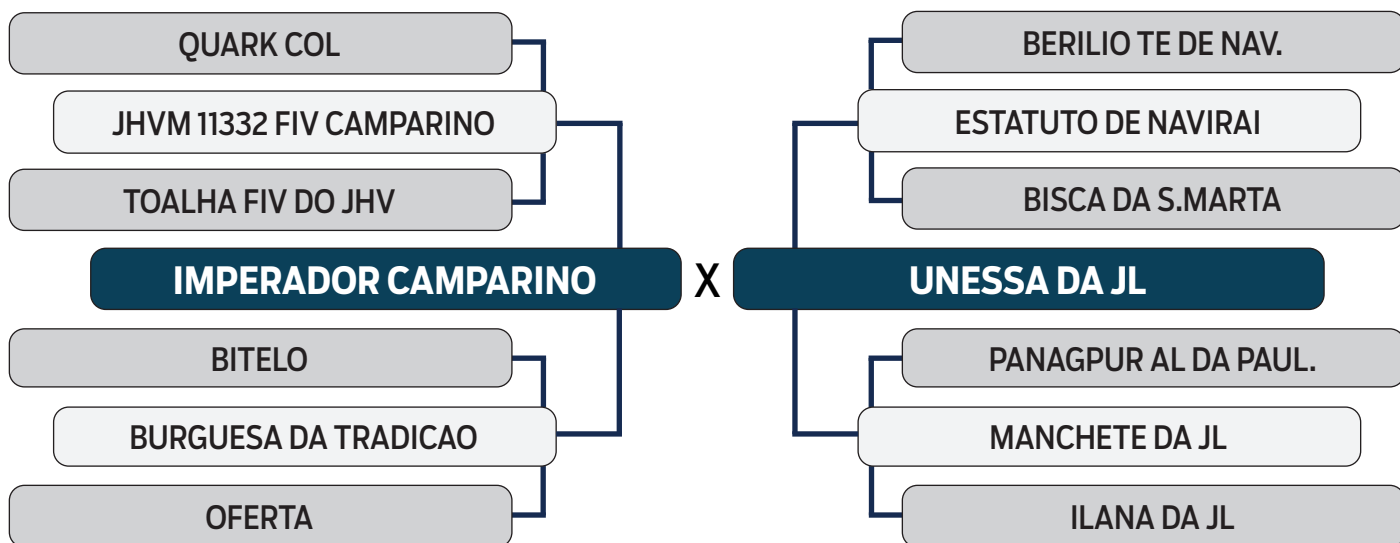 QUARK COL
JHVM 11332 FIV CAMPARINO
TOALHA FIV DO JHV
IMPERADOR CAMPARINO
BITELO
BURGUESA DA TRADICAO
OFERTA
X
BERILIO TE DE NAV.
ESTATUTO DE NAVIRAI
BISCA DA S.MARTA
UNESSA DA JL
PANAGPUR AL DA PAUL.
MANCHETE DA JL
ILANA DA JL